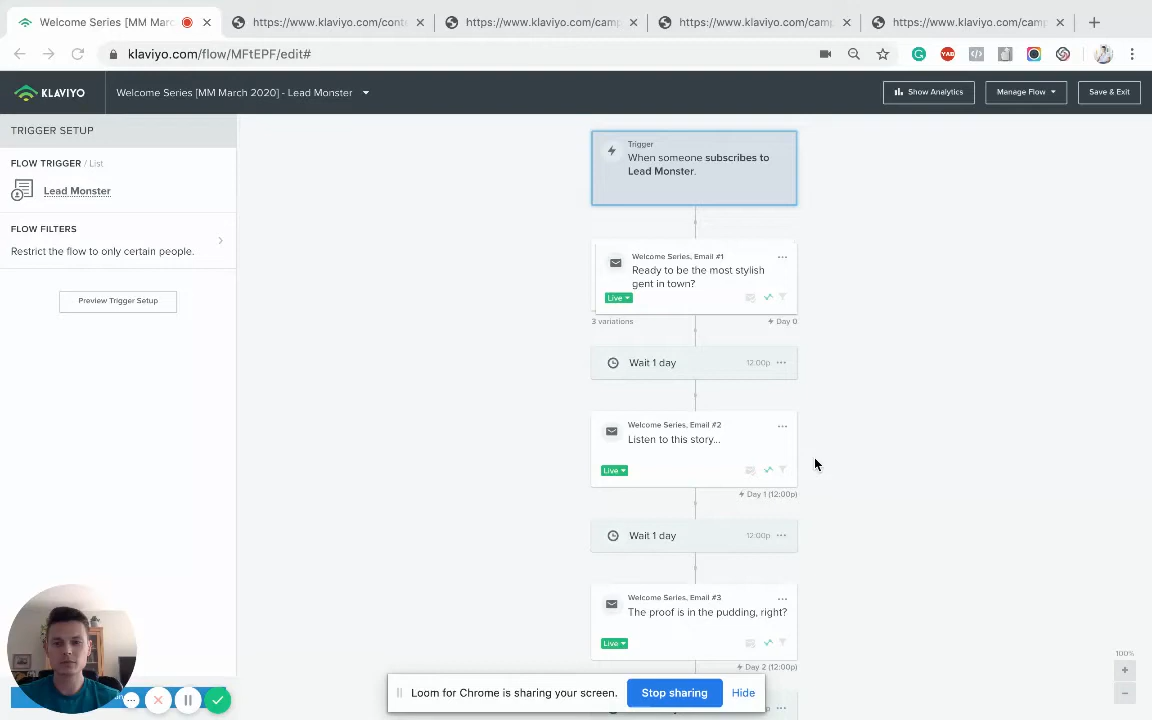 Welcome Series [MM Marc
https://www.klaviyo.com/conte
https://www.klaviyo.com/camp
https://www.klaviyo.com/camp
https://www.klaviyo.com/camp
klaviyo.com/flow/MFtEPF/edit#
YAB
KLAVIYO
Welcome Series [MM March 2020] - Lead Monster
Show Analytics
Manage Flow
Save & Exit
TRIGGER SETUP
FLOW TRIGGER / List
Lead Monster
FLOW FILTERS
Restrict the flow to only certain people.
Preview Trigger Setup
Trigger
When someone subscribes to
Lead Monster.
Welcome Series, Email #1
Ready to be the most stylish
gent in town?
Live
3 variations
Day 0
Wait 1 day
12:00p
Welcome Series, Email #2
Listen to this story...
Live
Day 1 (12:00p)
Wait 1 day
12:00p
Welcome Series, Email #3
The proof is in the pudding, right?
Live
Day 2 (12:00p)
100%
Loom for Chrome is sharing your screen.
Stop sharing
Hide